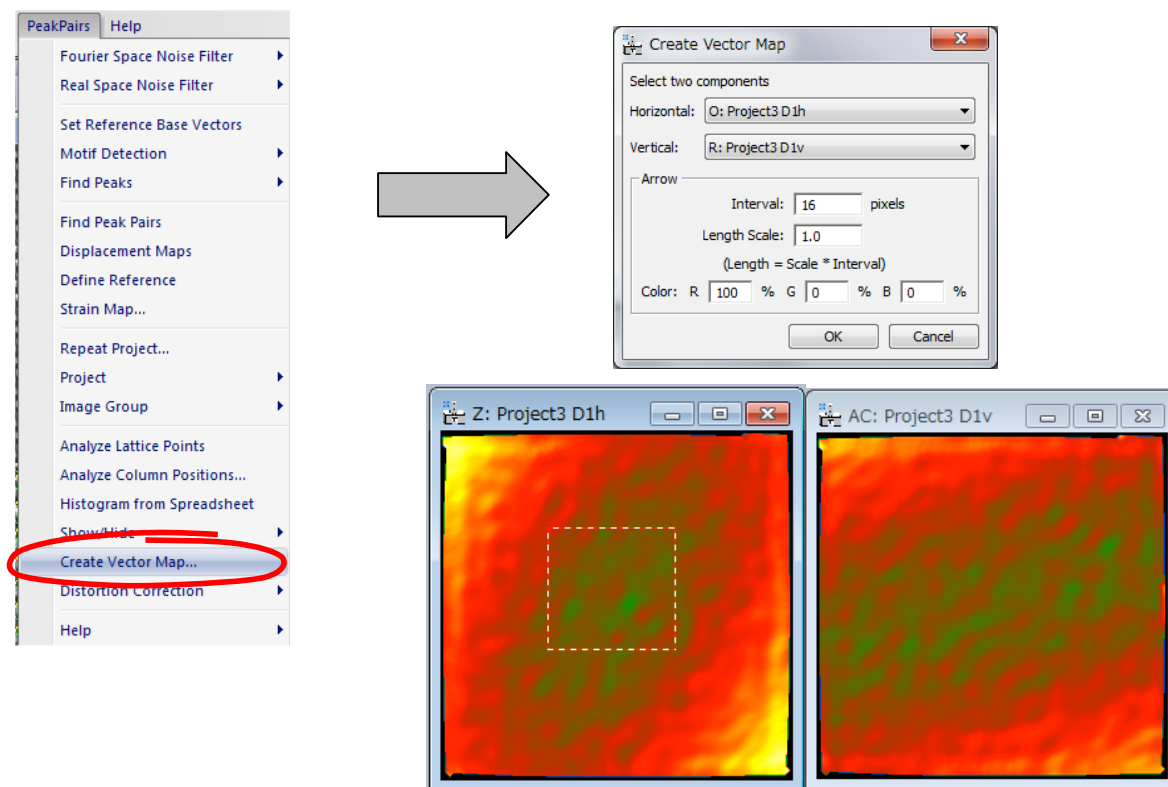 PeakPairs Help
Fourier Space Noise Filter
Real Space Noise Filter
Set Reference Base Vectors
Motif Detection
Find Peaks
Find Peak Pairs
Displacement Maps
Define Reference
Strain Map...
Repeat Project...
Project
Image Group
Analyze Lattice Points
Analyze Column Positions...
Histogram from Spreadsheet
Show/Hide
Create Vector Map...
Distortion Correction
Help
Create Vector Map
Select two components
Horizontal: O: Project3 D1h
Vertical: R: Project3 D1v
Arrow
Interval: 16 pixels
Length Scale: 1.0
(Length = Scale * Interval)
Color: R 100 % G 0 % B 0 %
OK Cancel
Z: Project3 D1h
AC: Project3 D1v